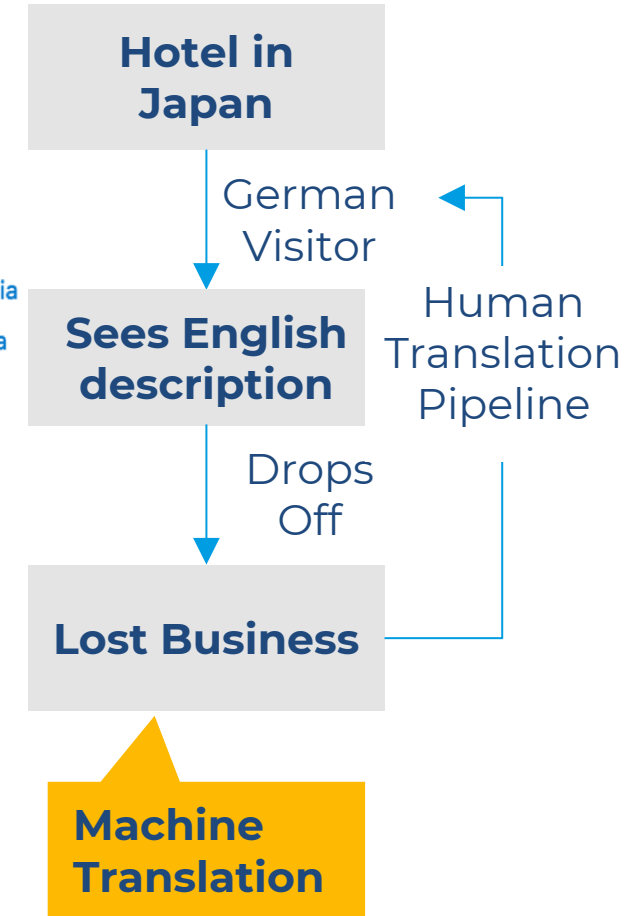 Hotel in
Japan
German
Visitor
Sees English
description
Human
Translation
Pipeline
Drops
Off
Lost Business
Machine
Translation